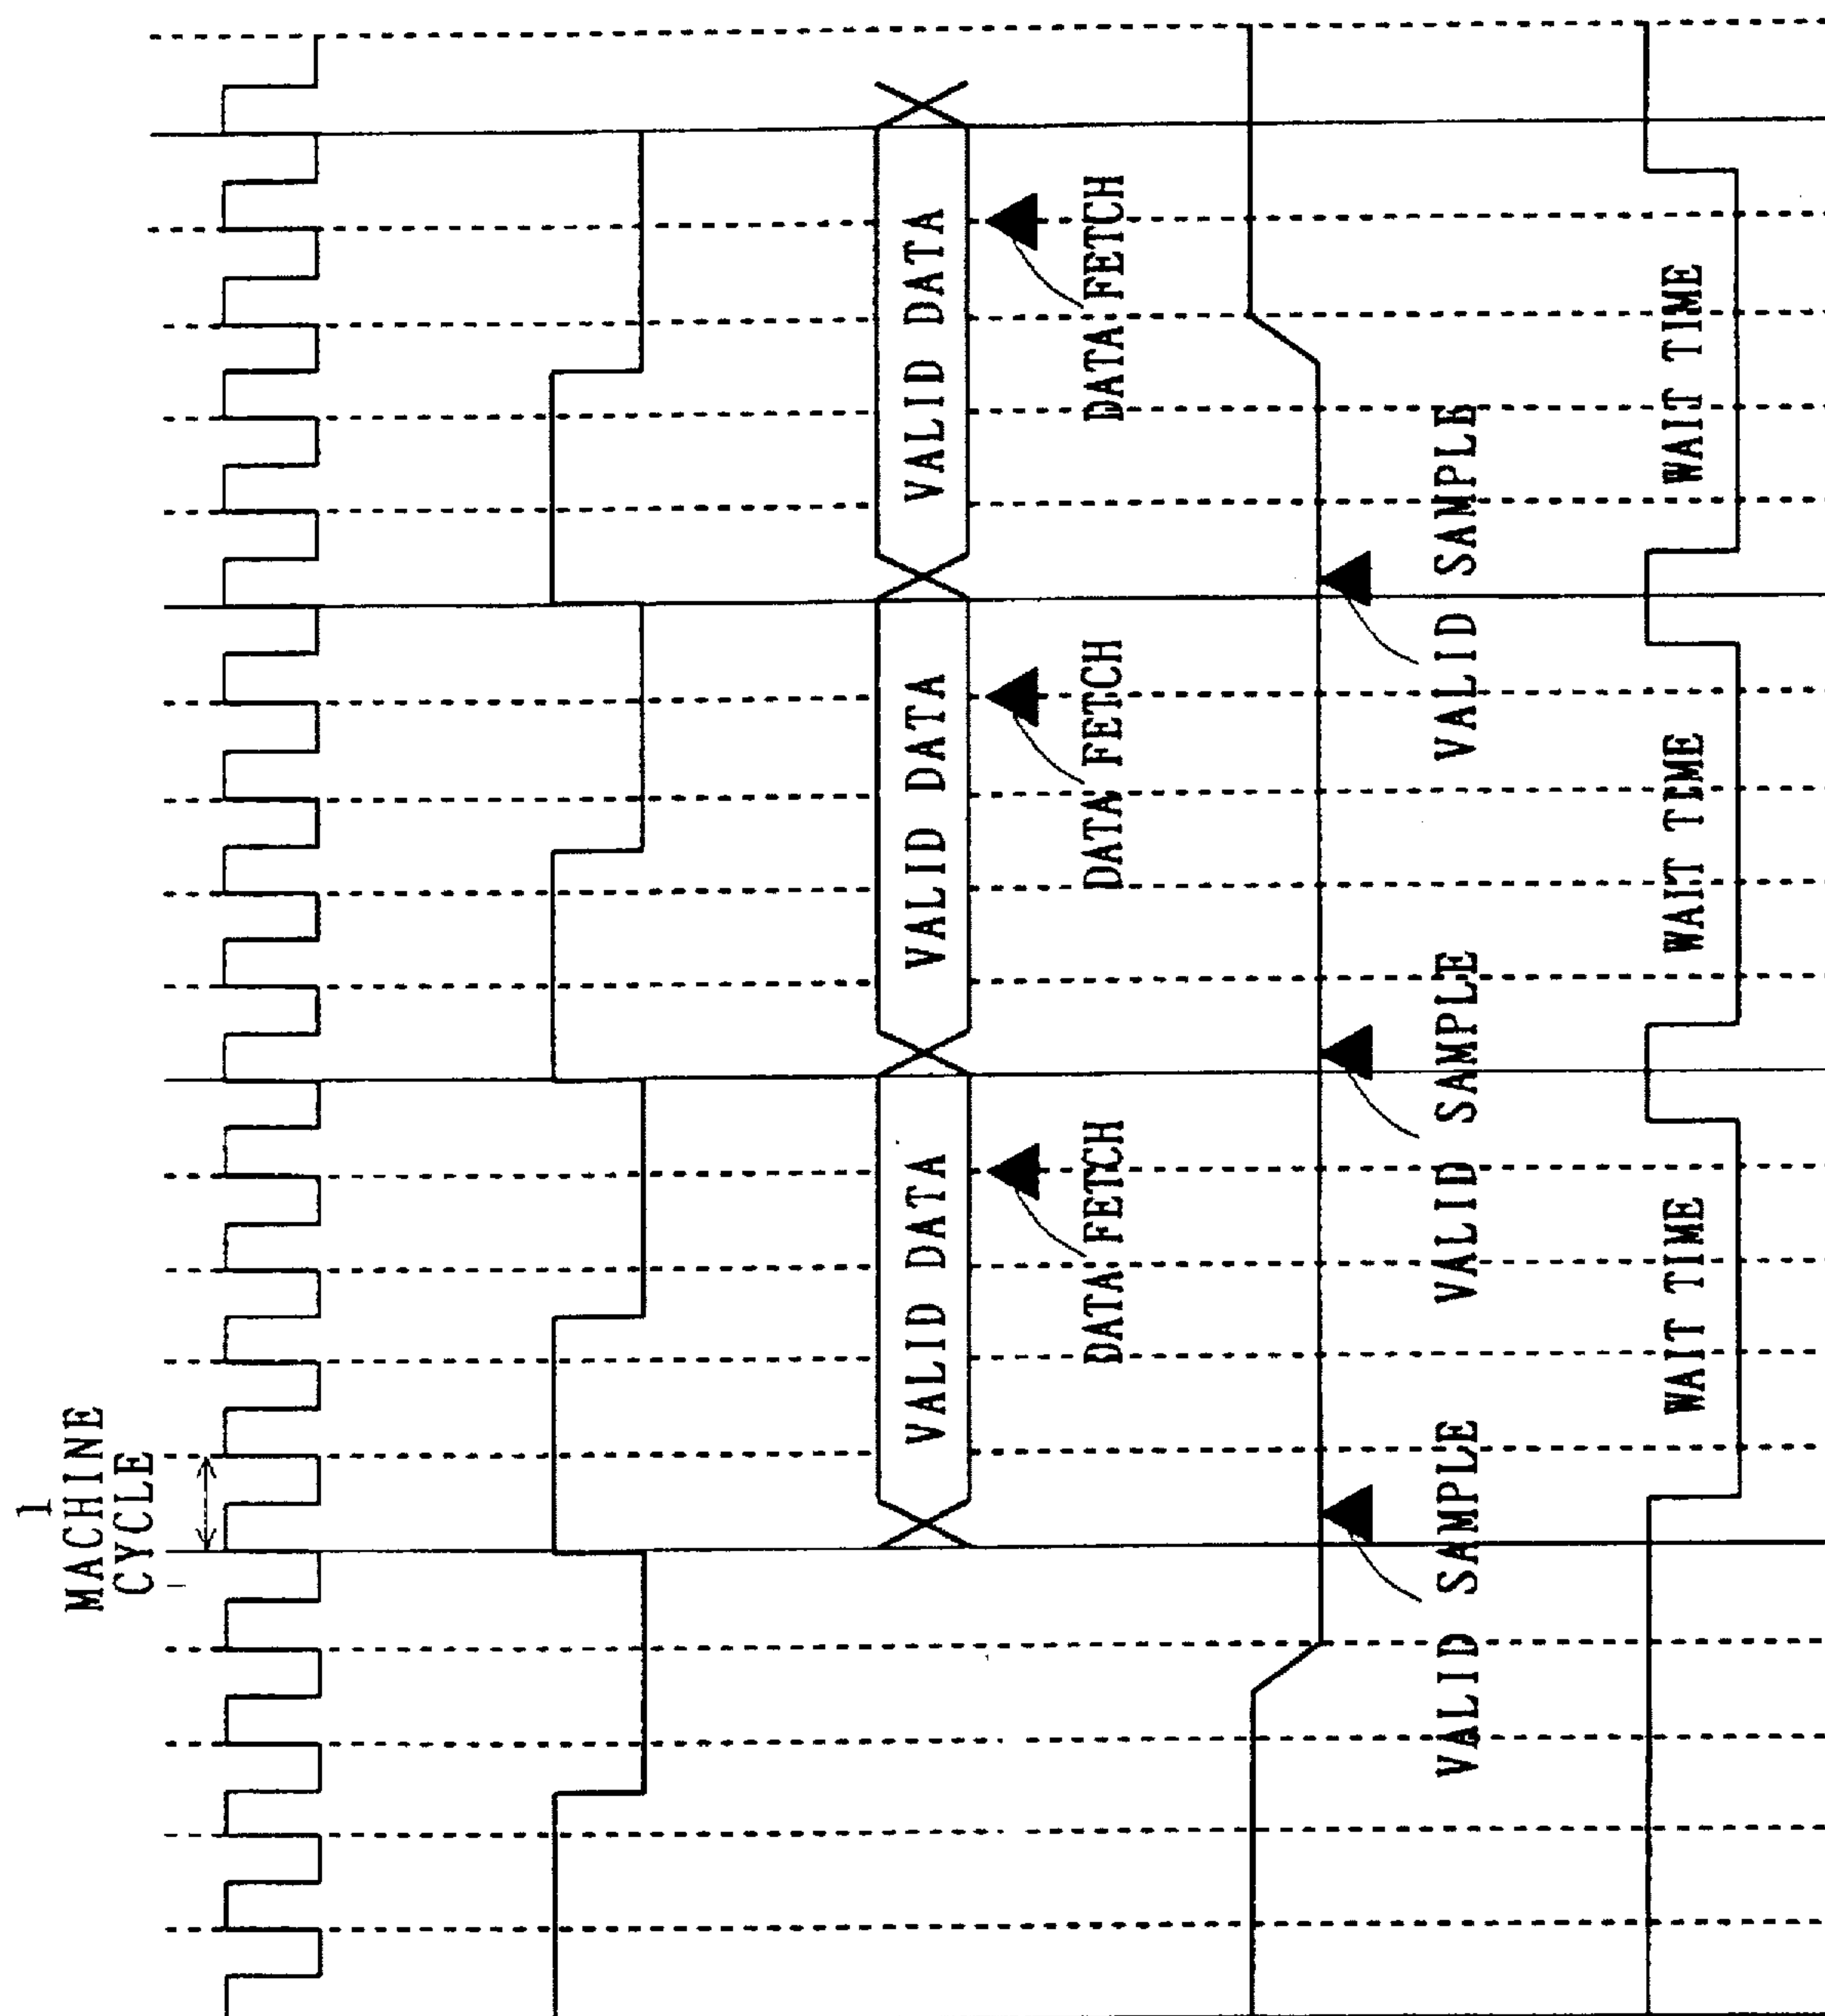 1
MACHINE
CYCLE
VALID DATA
VALID DATA
VALID DATA
DATA FETCH
DATA FETCH
DATA FETCH
VALID SAMPLE
VALID SAMPLE
VALID SAMPLE
WAIT TIME
WAIT TIME
WAIT TIME